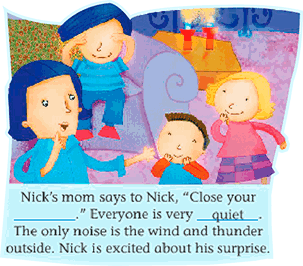 Nick's mom says to Nick, "Close your
________." Everyone is very __quiet__.
The only noise is the wind and thunder
outside. Nick is excited about his surprise.